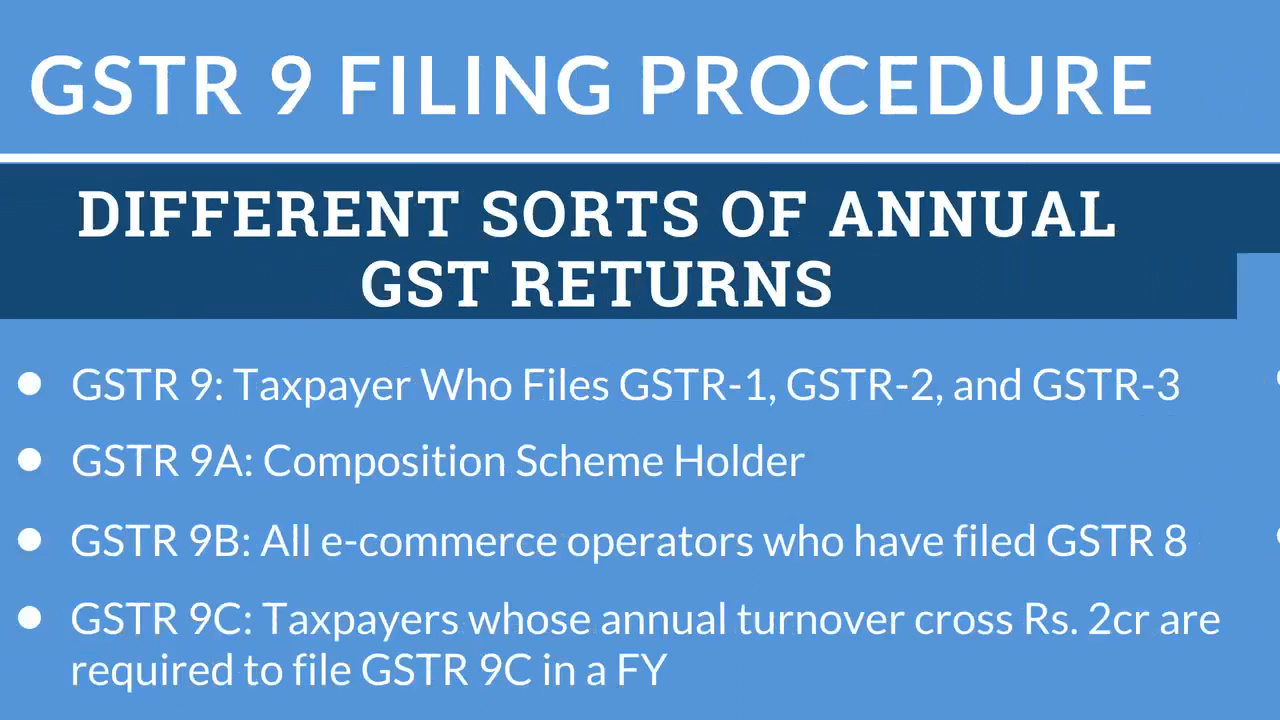 GSTR 9 FILING PROCEDURE
DIFFERENT SORTS OF ANNUAL
GST RETURNS
● GSTR 9: Taxpayer Who Files GSTR-1, GSTR-2, and GSTR-3
● GSTR 9A: Composition Scheme Holder
● GSTR 9B: All e-commerce operators who have filed GSTR 8
● GSTR 9C: Taxpayers whose annual turnover cross Rs. 2cr are
required to file GSTR 9C in a FY